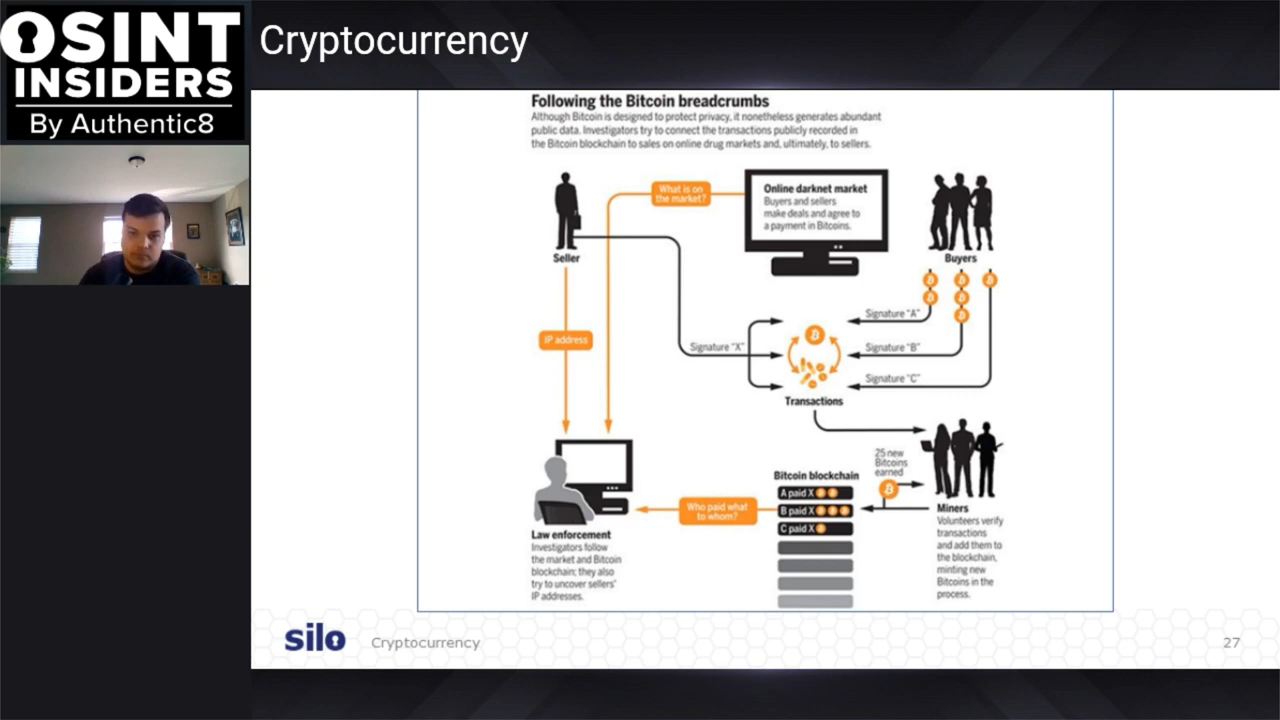 OSINT
INSIDERS
By Authentic8
Cryptocurrency
Following the Bitcoin breadcrumbs
Although Bitcoin is designed to protect privacy, it nonetheless generates abundant
public data. Investigators try to connect the transactions publicly recorded in
the Bitcoin blockchain to sales on online drug markets and, ultimately, to sellers.
What is on
the market?
Online darknet market
Buyers and sellers
make deals and agree to
a payment in Bitcoins.
Seller
Buyers
IP address
Signature "X"
Signature "A"
Signature "B"
Signature "C"
Transactions
25 new
Bitcoins
earned
Bitcoin blockchain
A paid X
B paid X
C paid X
Who paid what
to whom?
Miners
Volunteers verify
transactions
and add them to
the blockchain,
minting new
Bitcoins in the
process.
Law enforcement
Investigators follow
the market and Bitcoin
blockchain; they also
try to uncover sellers'
IP addresses.
silo
Cryptocurrency
27